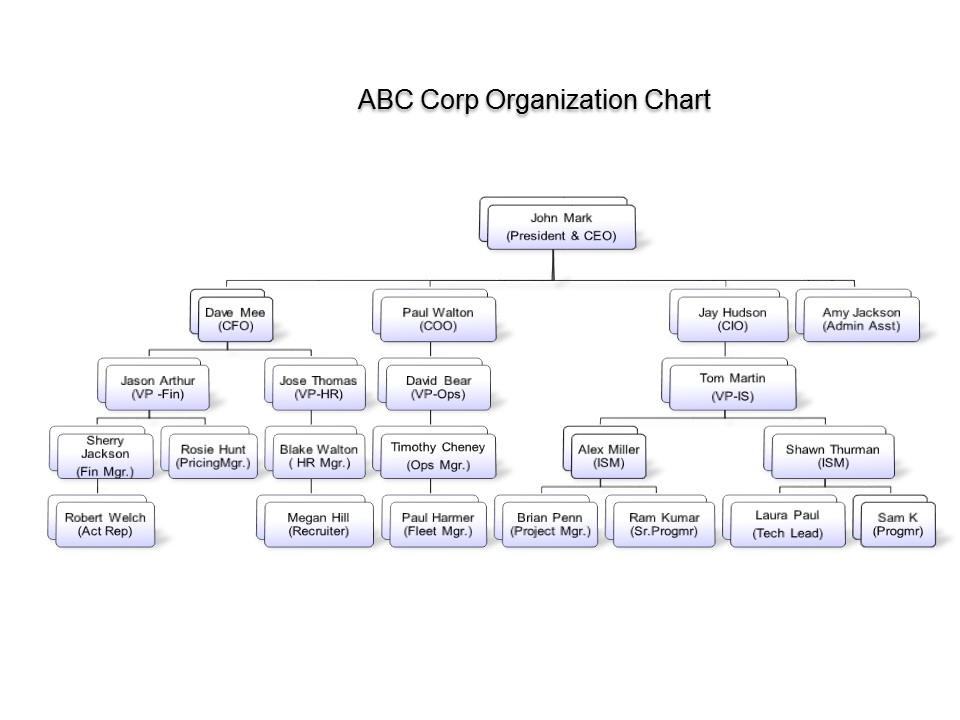 ABC Corp Organization Chart
John Mark
(President & CEO)
Dave Mee
(CFO)
Paul Walton
(COO)
Jay Hudson
(CIO)
Amy Jackson
(Admin Asst)
Jason Arthur
(VP -Fin)
Jose Thomas
(VP-HR)
David Bear
(VP-Ops)
Tom Martin
(VP-IS)
Sherry
Jackson
(Fin Mgr.)
Rosie Hunt
(PricingMgr.)
Blake Walton
( HR Mgr.)
Timothy Cheney
(Ops Mgr.)
Alex Miller
(ISM)
Shawn Thurman
(ISM)
Robert Welch
(Act Rep)
Megan Hill
(Recruiter)
Paul Harmer
(Fleet Mgr.)
Brian Penn
(Project Mgr.)
Ram Kumar
(Sr.Progmr)
Laura Paul
(Tech Lead)
Sam K
(Progmr)